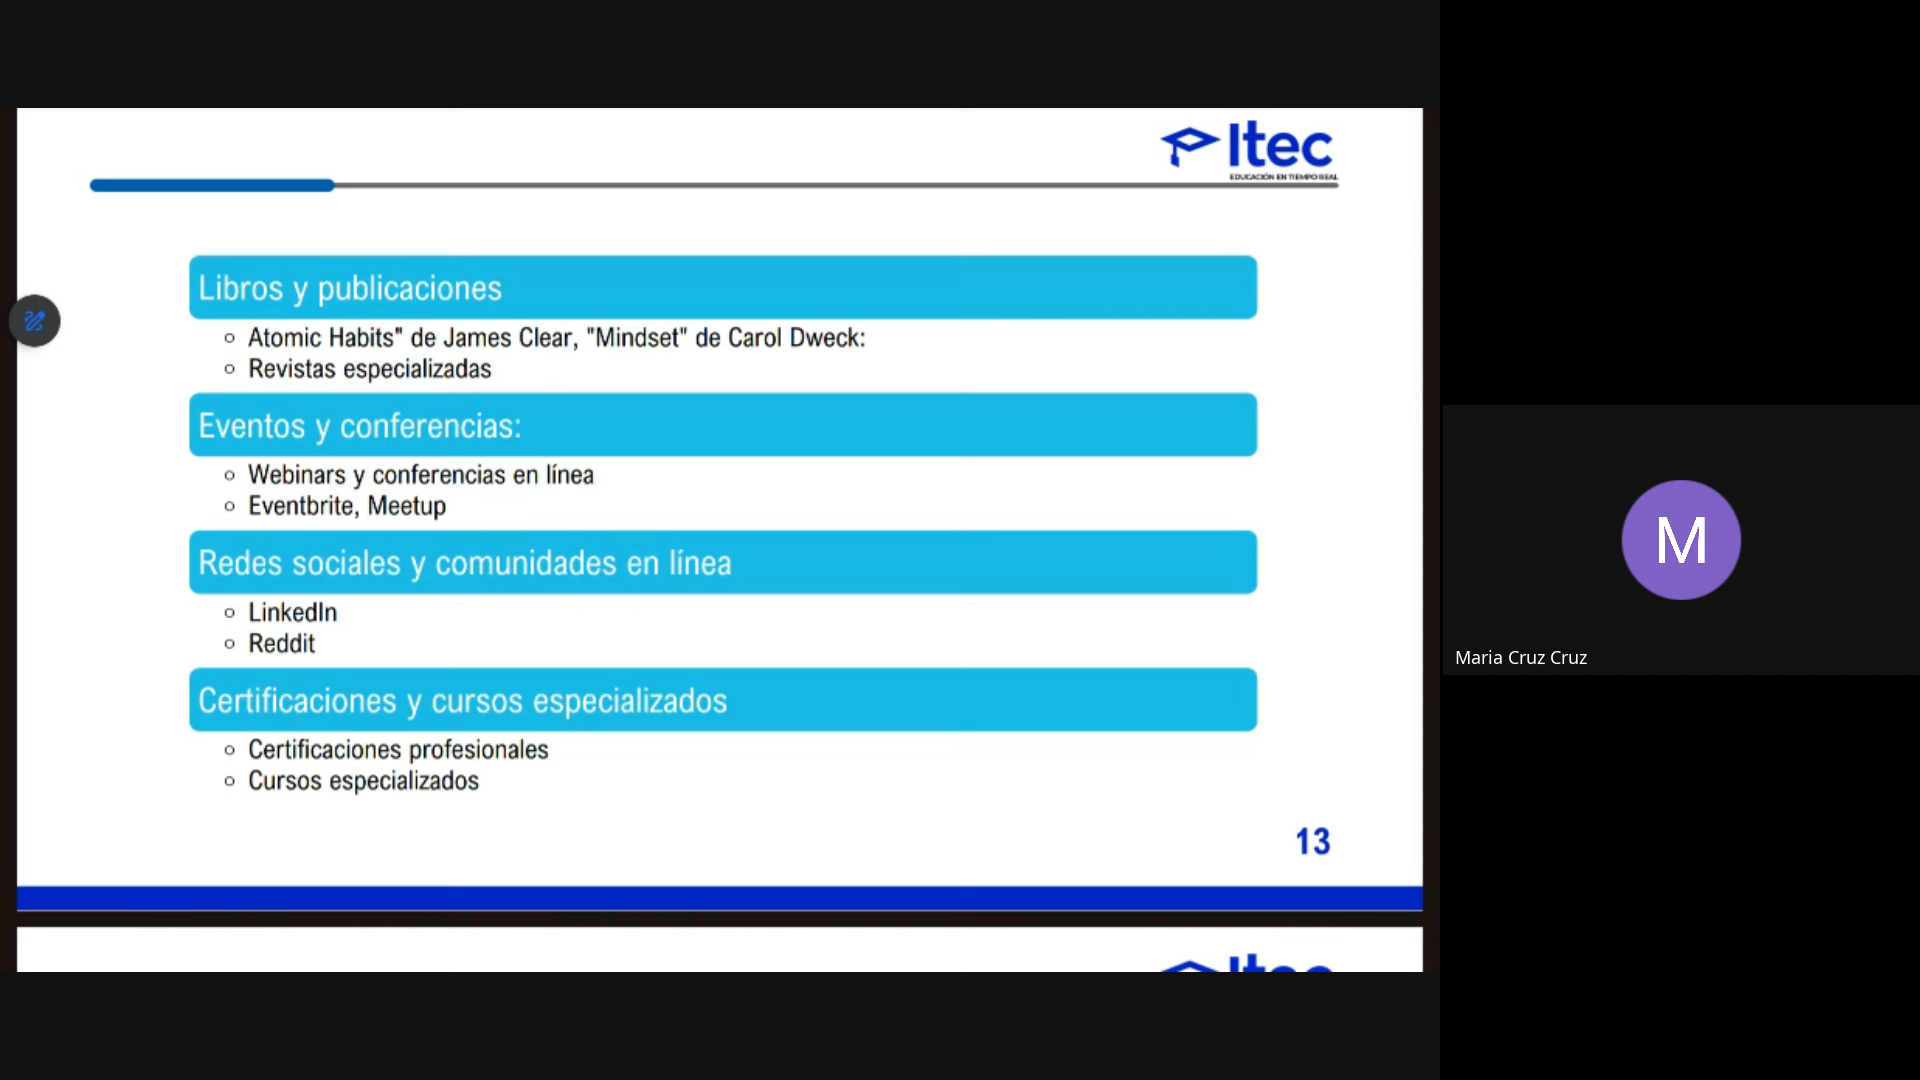 Itec
EDUCACIÓN EN TIEMPO REAL
Libros y publicaciones
Atomic Habits" de James Clear, "Mindset" de Carol Dweck:
Revistas especializadas
Eventos y conferencias:
Webinars y conferencias en línea
Eventbrite, Meetup
Redes sociales y comunidades en línea
LinkedIn
Reddit
Certificaciones y cursos especializados
Certificaciones profesionales
Cursos especializados
13
Itec
M
Maria Cruz Cruz